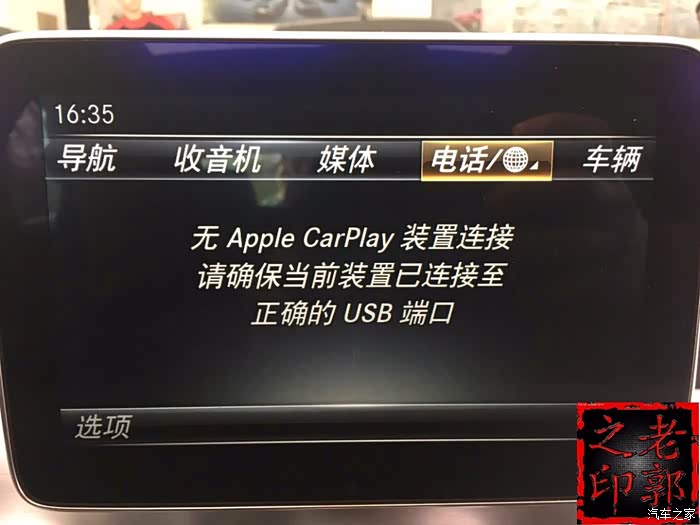 16:35
导航 收音机 媒体 电话/ 车辆
无 Apple CarPlay 装置连接
请确保当前装置已连接至
正确的 USB 端口
选项
老郭
之印
汽车之家